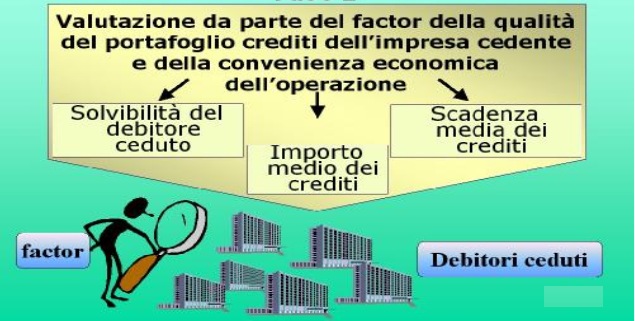 Valutazione da parte del factor della qualità
del portafoglio crediti dell'impresa cedente
e della convenienza economica
dell'operazione
Solvibilità del
debitore
ceduto
Importo
medio dei
crediti
Scadenza
media dei
crediti
factor
Debitori ceduti